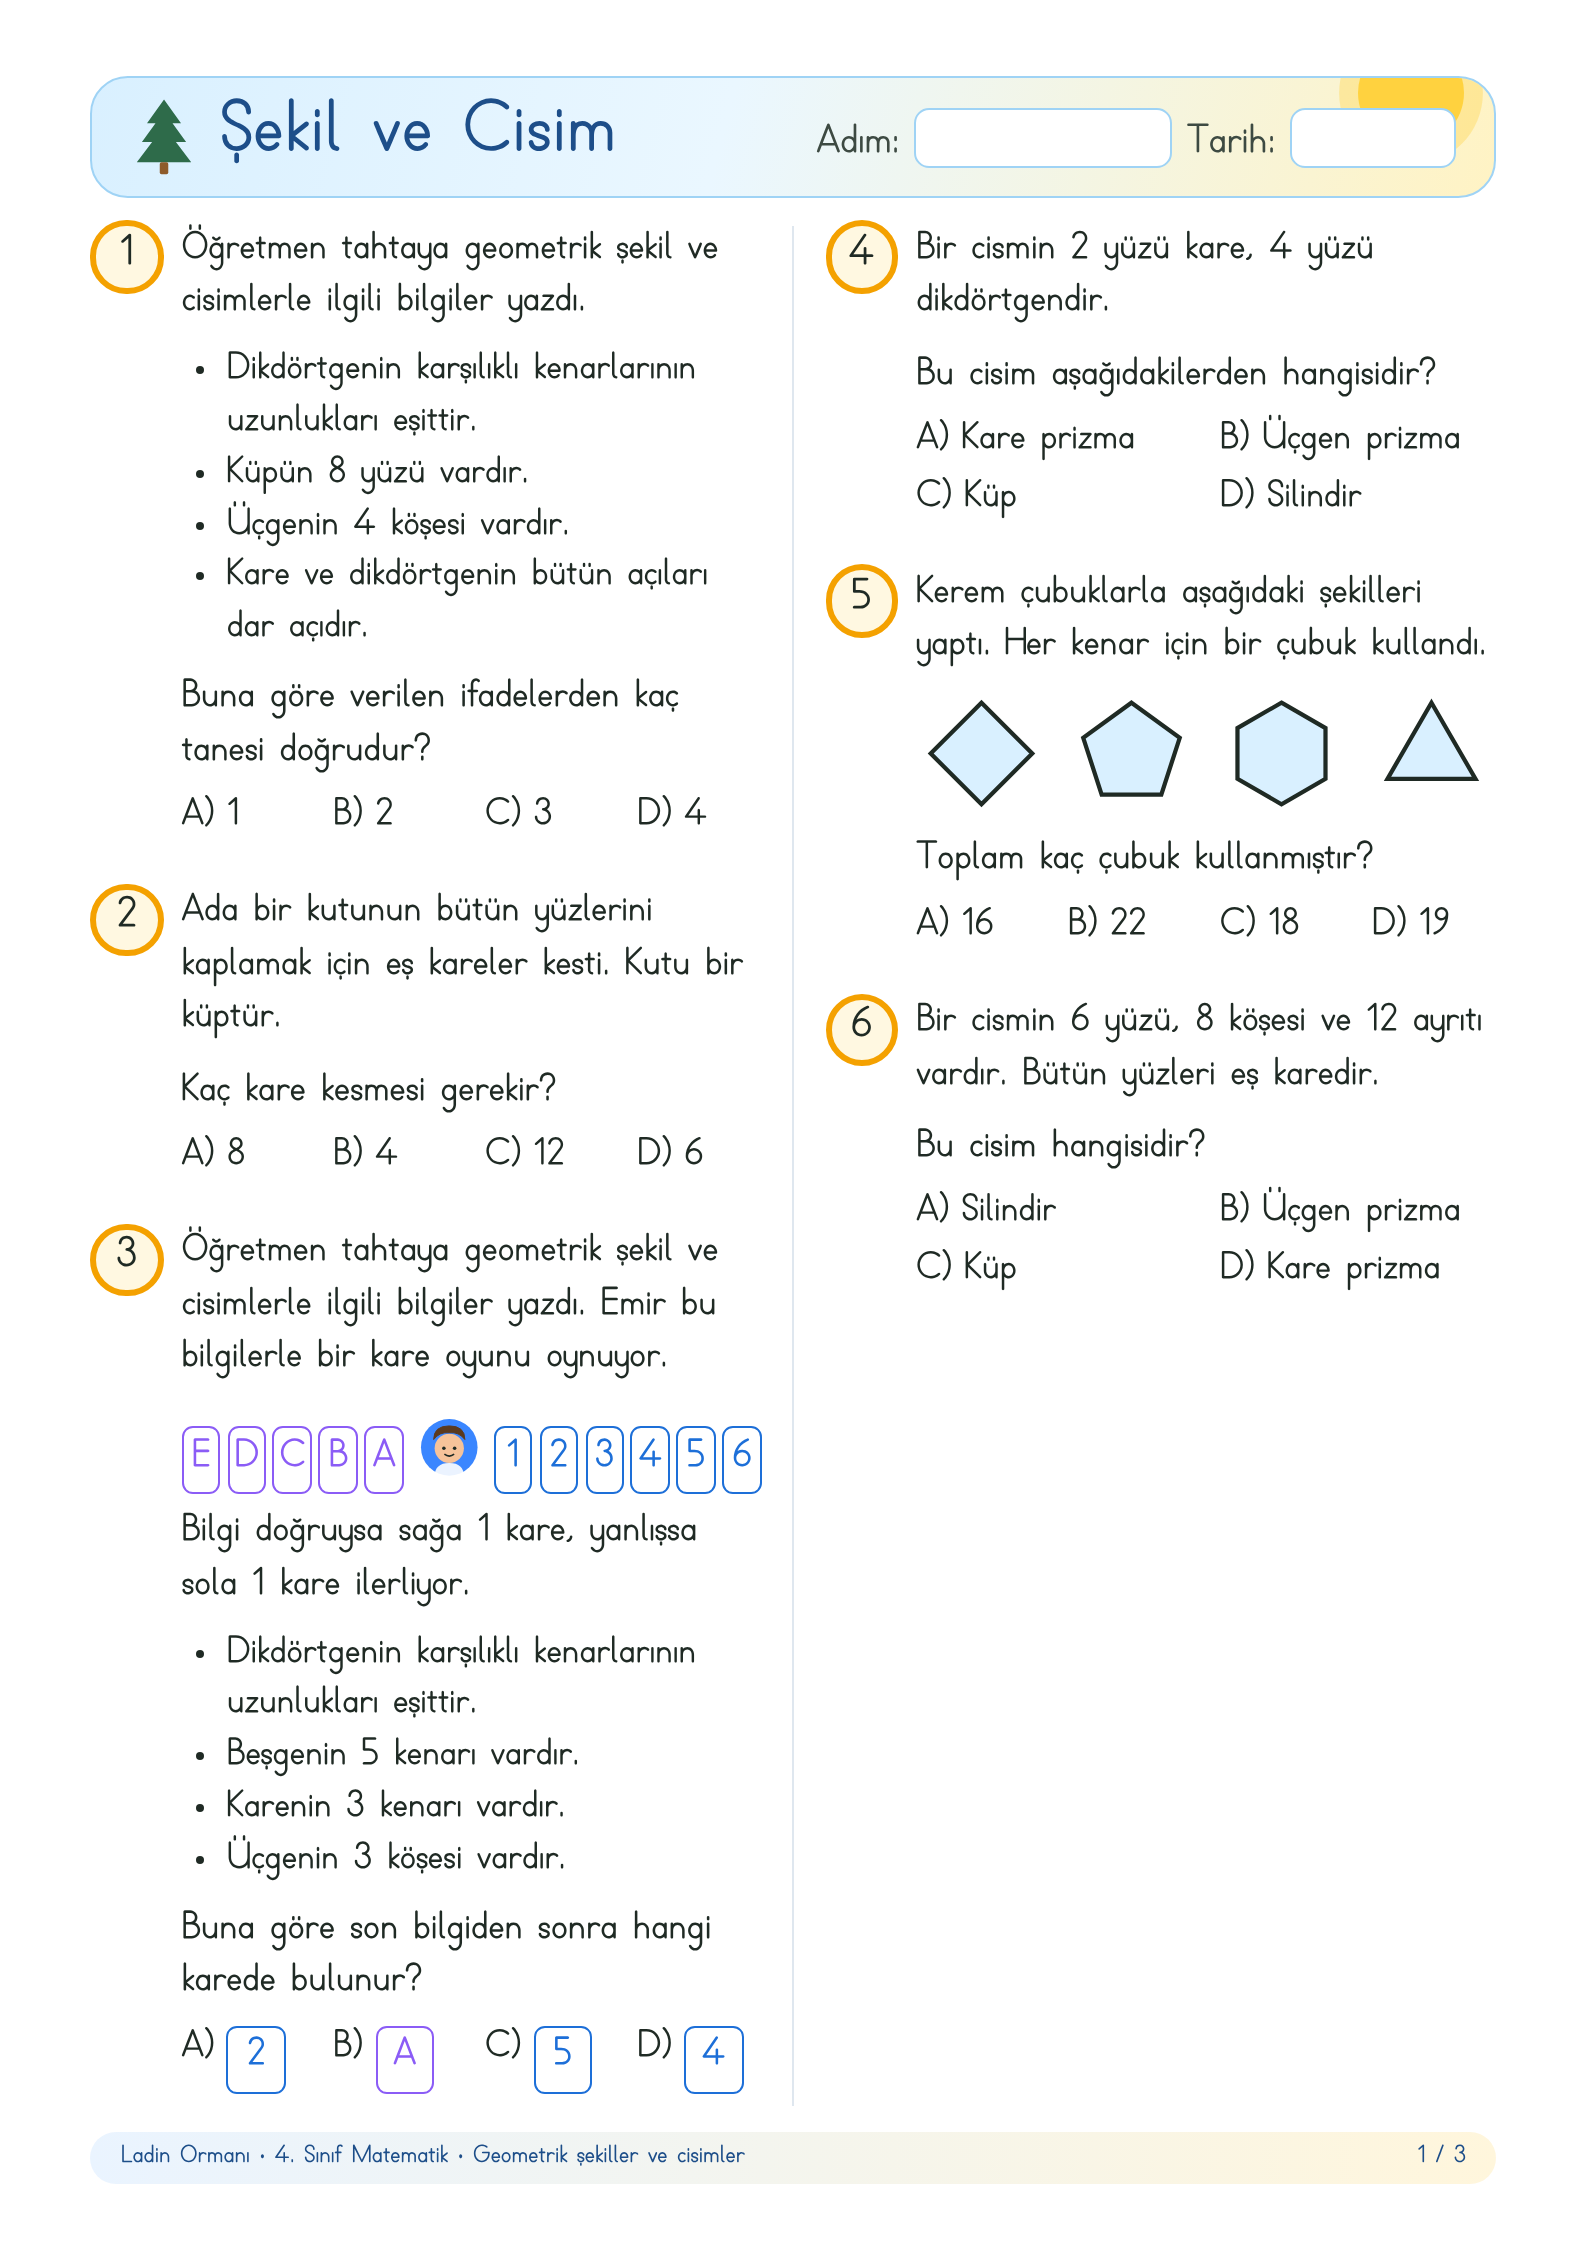 Şekil ve Cisim
Adım:
Tarih:
1
Öğretmen tahtaya geometrik şekil ve
cisimlerle ilgili bilgiler yazdı.
• Dikdörtgenin karşılıklı kenarlarının
uzunlukları eşittir.
• Küpün 8 yüzü vardır.
• Üçgenin 4 köşesi vardır.
• Kare ve dikdörtgenin bütün açıları
dar açıdır.
Buna göre verilen ifadelerden kaç
tanesi doğrudur?
A) 1 B) 2 C) 3 D) 4
2
Ada bir kutunun bütün yüzlerini
kaplamak için eş kareler kesti. Kutu bir
küptür.
Kaç kare kesmesi gerekir?
A) 8 B) 4 C) 12 D) 6
3
Öğretmen tahtaya geometrik şekil ve
cisimlerle ilgili bilgiler yazdı. Emir bu
bilgilerle bir kare oyunu oynuyor.
E D C B A 1 2 3 4 5 6
Bilgi doğruysa sağa 1 kare, yanlışsa
sola 1 kare ilerliyor.
• Dikdörtgenin karşılıklı kenarlarının
uzunlukları eşittir.
• Beşgenin 5 kenarı vardır.
• Karenin 3 kenarı vardır.
• Üçgenin 3 köşesi vardır.
Buna göre son bilgiden sonra hangi
karede bulunur?
A) 2 B) A C) 5 D) 4
4
Bir cismin 2 yüzü kare, 4 yüzü
dikdörtgendir.
Bu cisim aşağıdakilerden hangisidir?
A) Kare prizma B) Üçgen prizma
C) Küp D) Silindir
5
Kerem çubuklarla aşağıdaki şekilleri
yaptı. Her kenar için bir çubuk kullandı.
Toplam kaç çubuk kullanmıştır?
A) 16 B) 22 C) 18 D) 19
6
Bir cismin 6 yüzü, 8 köşesi ve 12 ayrıtı
vardır. Bütün yüzleri eş karedir.
Bu cisim hangisidir?
A) Silindir B) Üçgen prizma
C) Küp D) Kare prizma
Ladin Ormanı • 4. Sınıf Matematik • Geometrik şekiller ve cisimler
1 / 3